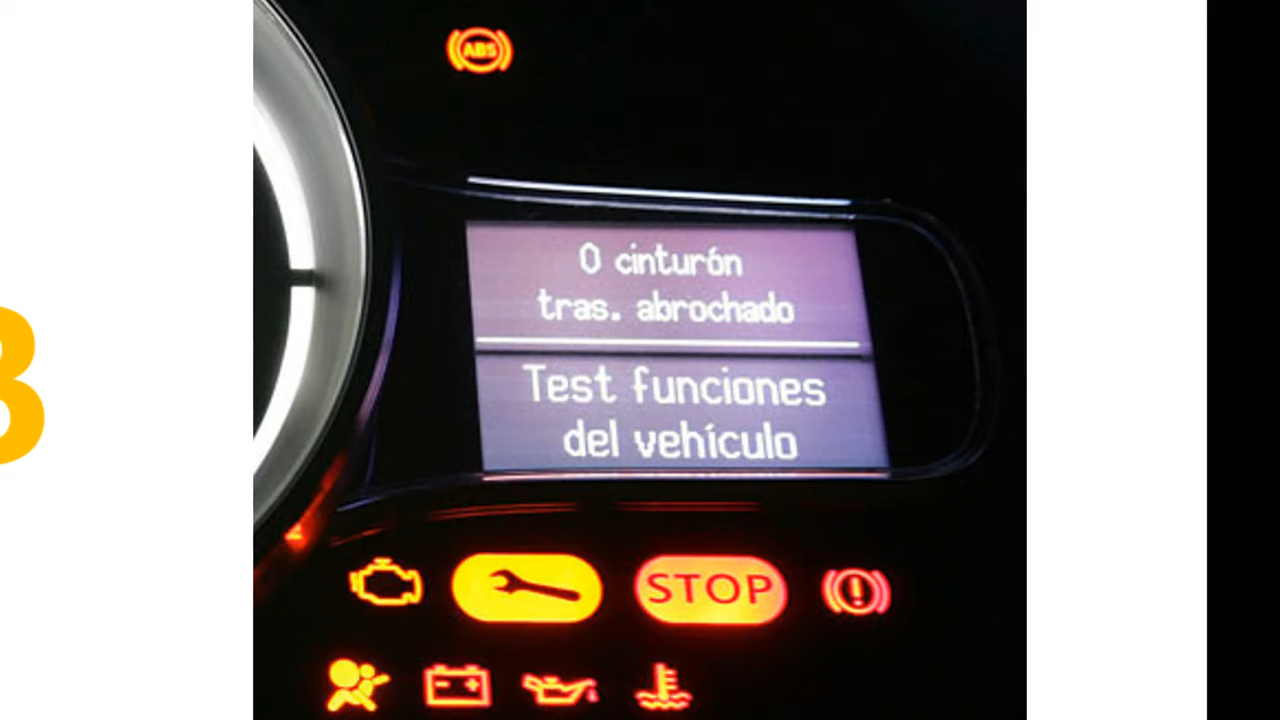 ABS
0 cinturón
tras. abrochado
Test funciones
del vehículo
STOP